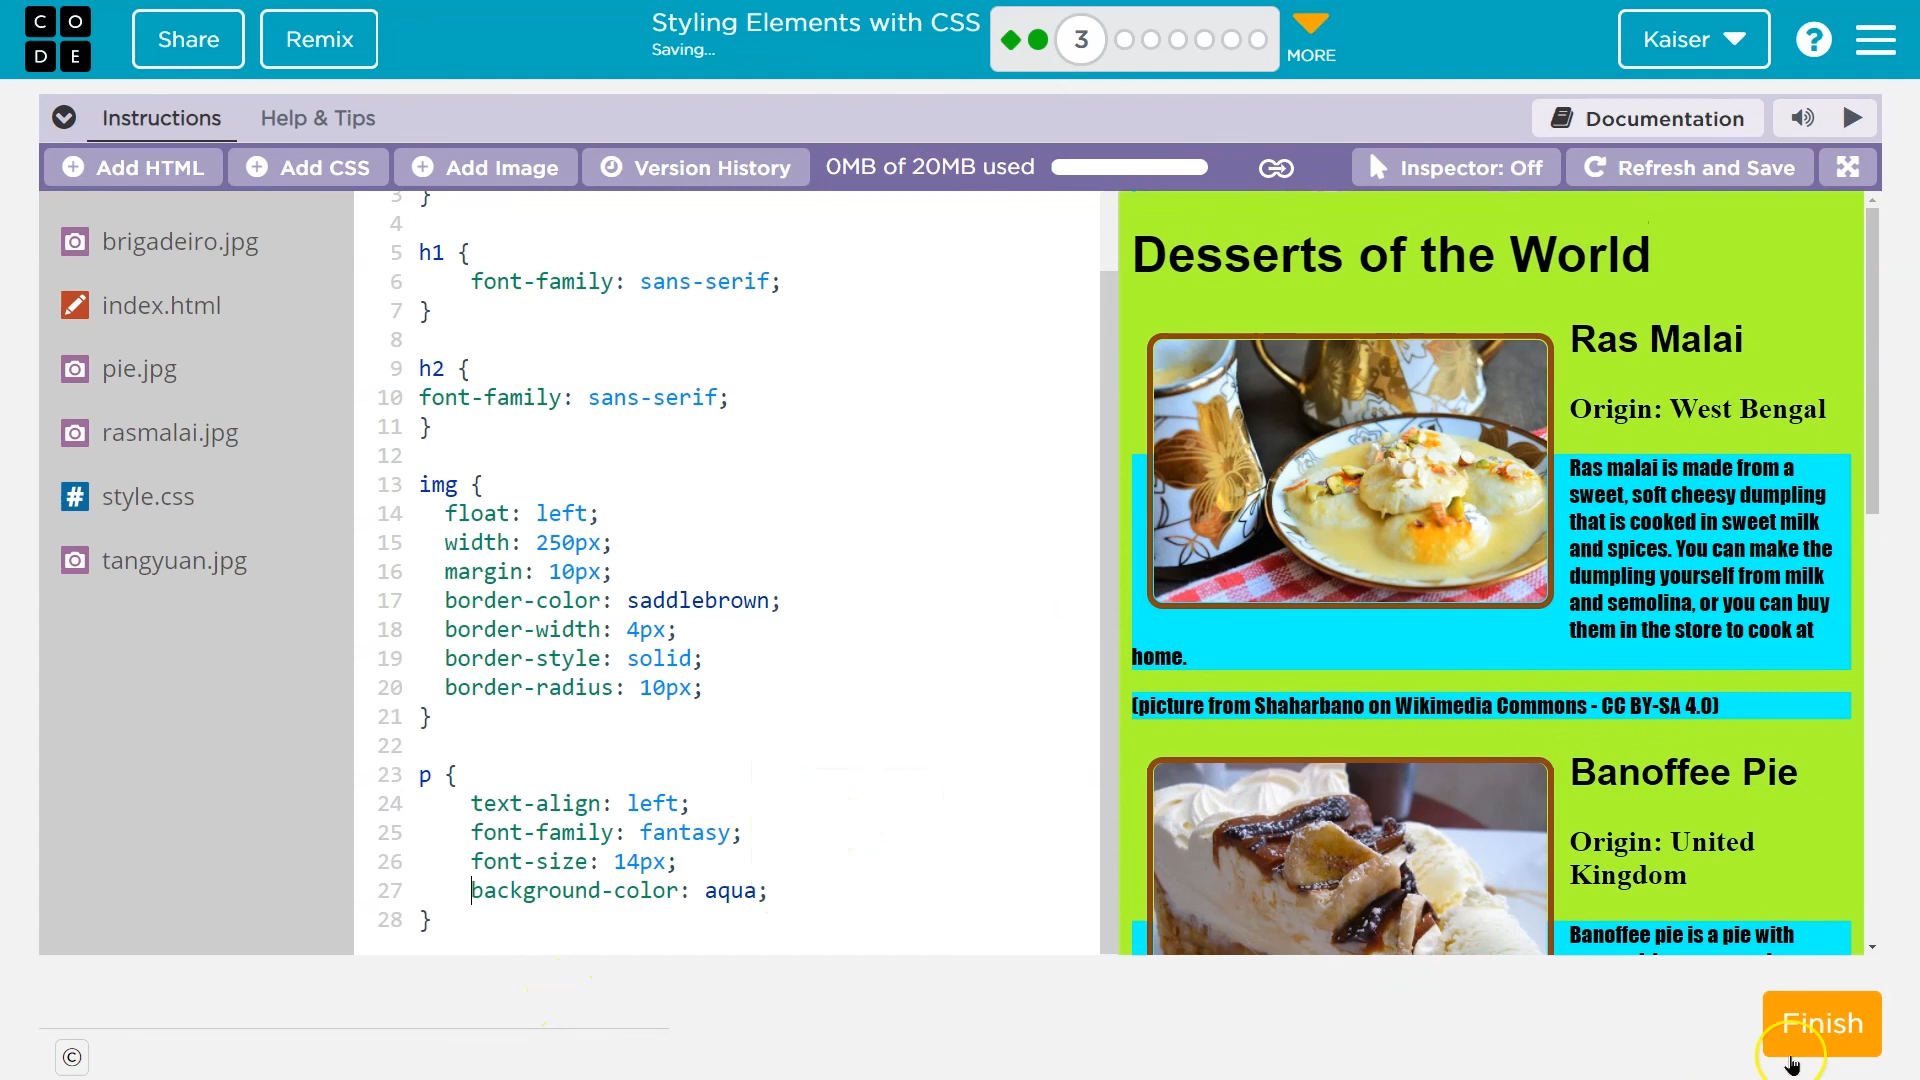 CODE
Share
Remix
Styling Elements with CSS
Saving...
3
MORE
Kaiser
?
Instructions
Help & Tips
Documentation
Add HTML
Add CSS
Add Image
Version History
0MB of 20MB used
Inspector: Off
Refresh and Save
brigadeiro.jpg
index.html
pie.jpg
rasmalai.jpg
# style.css
tangyuan.jpg
3 }
4
5 h1 {
6 font-family: sans-serif;
7 }
8
9 h2 {
10 font-family: sans-serif;
11 }
12
13 img {
14 float: left;
15 width: 250px;
16 margin: 10px;
17 border-color: saddlebrown;
18 border-width: 4px;
19 border-style: solid;
20 border-radius: 10px;
21 }
22
23 p {
24 text-align: left;
25 font-family: fantasy;
26 font-size: 14px;
27 background-color: aqua;
28 }
Desserts of the World
Ras Malai
Origin: West Bengal
Ras malai is made from a
sweet, soft cheesy dumpling
that is cooked in sweet milk
and spices. You can make the
dumpling yourself from milk
and semolina, or you can buy
them in the store to cook at
home.
(picture from Shaharbano on Wikimedia Commons - CC BY-SA 4.0)
Banoffee Pie
Origin: United
Kingdom
Banoffee pie is a pie with
Finish
©